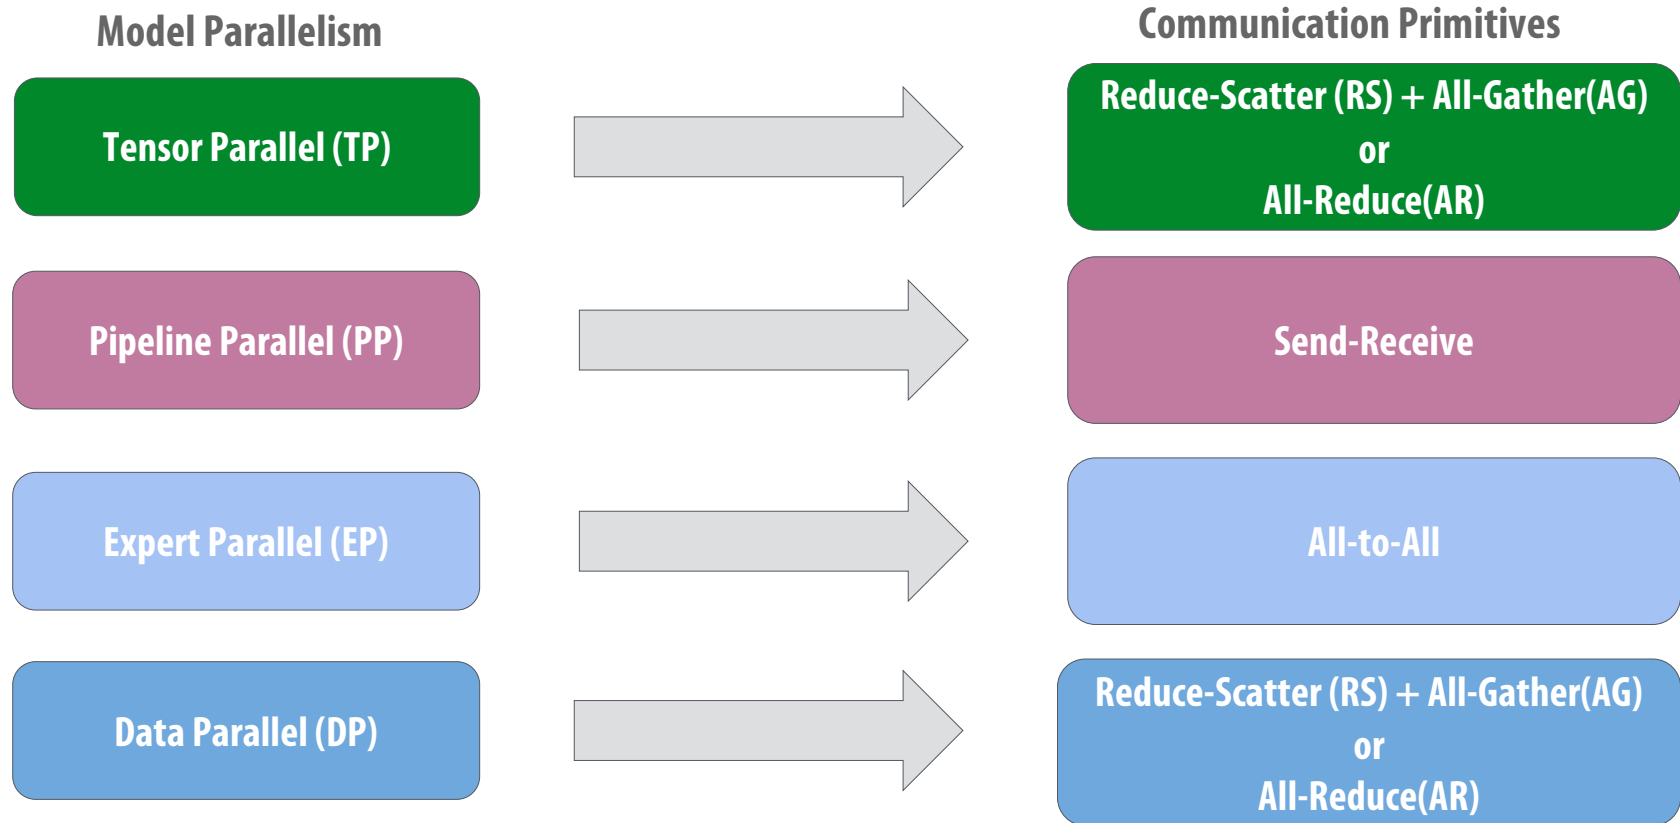 Model Parallelism
Communication Primitives
Tensor Parallel (TP)
Reduce-Scatter (RS) + All-Gather(AG)
or
All-Reduce(AR)
Pipeline Parallel (PP)
Send-Receive
Expert Parallel (EP)
All-to-All
Data Parallel (DP)
Reduce-Scatter (RS) + All-Gather(AG)
or
All-Reduce(AR)